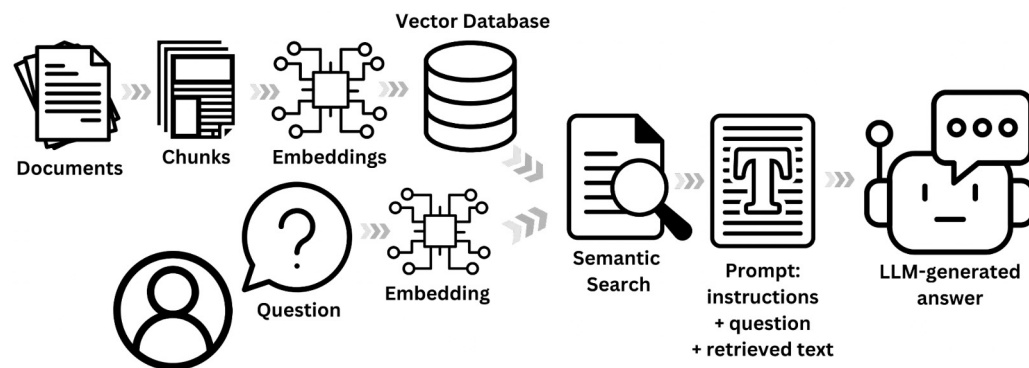 Vector Database
Documents
Chunks
Embeddings
?
Question
Embedding
Semantic
Search
T
Prompt:
instructions
+ question
+ retrieved text
LLM-generated
answer